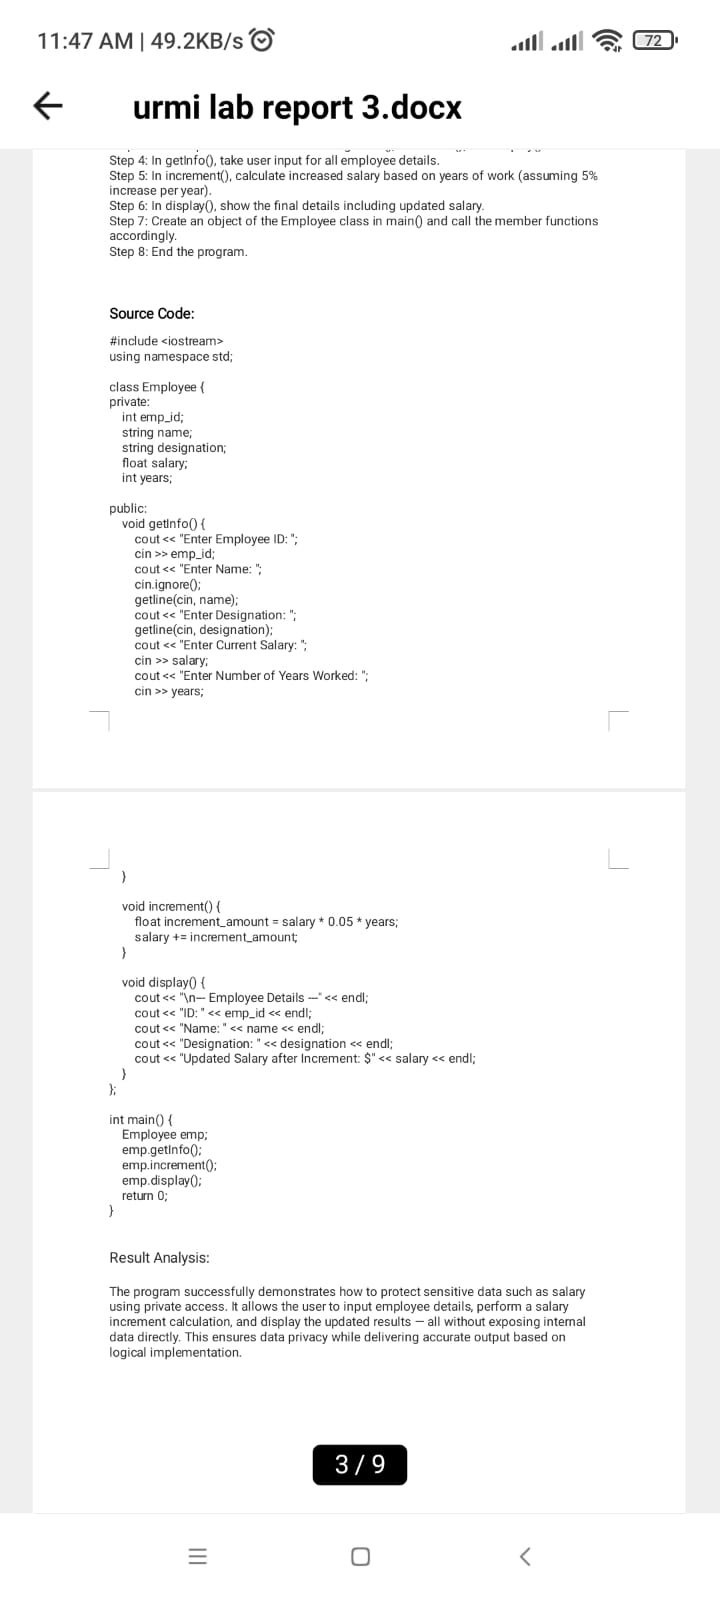 11:47 AM | 49.2KB/s
72
urmi lab report 3.docx
Step 4: In getInfo(), take user input for all employee details.
Step 5: In increment(), calculate increased salary based on years of work (assuming 5%
increase per year).
Step 6: In display(), show the final details including updated salary.
Step 7: Create an object of the Employee class in main() and call the member functions
accordingly.
Step 8: End the program.
Source Code:
#include <iostream>
using namespace std;
class Employee {
private:
int emp_id;
string name;
string designation;
float salary;
int years;
public:
void getInfo() {
cout << "Enter Employee ID: ";
cin >> emp_id;
cout << "Enter Name: ";
cin.ignore();
getline(cin, name);
cout << "Enter Designation: ";
getline(cin, designation);
cout << "Enter Current Salary: ";
cin >> salary;
cout << "Enter Number of Years Worked: ";
cin >> years;
}
void increment() {
float increment_amount = salary * 0.05 * years;
salary += increment_amount;
}
void display() {
cout << "\n— Employee Details —" << endl;
cout << "ID: " << emp_id << endl;
cout << "Name: " << name << endl;
cout << "Designation: " << designation << endl;
cout << "Updated Salary after Increment: $" << salary << endl;
}
};
int main() {
Employee emp;
emp.getInfo();
emp.increment();
emp.display();
return 0;
}
Result Analysis:
The program successfully demonstrates how to protect sensitive data such as salary
using private access. It allows the user to input employee details, perform a salary
increment calculation, and display the updated results — all without exposing internal
data directly. This ensures data privacy while delivering accurate output based on
logical implementation.
3 / 9